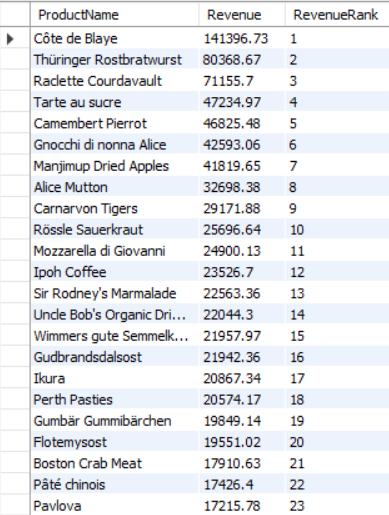 ProductName Revenue RevenueRank
Côte de Blaye 141396.73 1
Thüringer Rostbratwurst 80368.67 2
Raclette Courdavault 71155.7 3
Tarte au sucre 47234.97 4
Camembert Pierrot 46825.48 5
Gnocchi di nonna Alice 42593.06 6
Manjimup Dried Apples 41819.65 7
Alice Mutton 32698.38 8
Carnarvon Tigers 29171.88 9
Rössle Sauerkraut 25696.64 10
Mozzarella di Giovanni 24900.13 11
Ipoh Coffee 23526.7 12
Sir Rodney's Marmalade 22563.36 13
Uncle Bob's Organic Dri... 22044.3 14
Wimmers gute Semmelk... 21957.97 15
Gudbrandsdalsost 21942.36 16
Ikura 20867.34 17
Perth Pasties 20574.17 18
Gumbär Gummibärchen 19849.14 19
Flotemysost 19551.02 20
Boston Crab Meat 17910.63 21
Pâté chinois 17426.4 22
Pavlova 17215.78 23